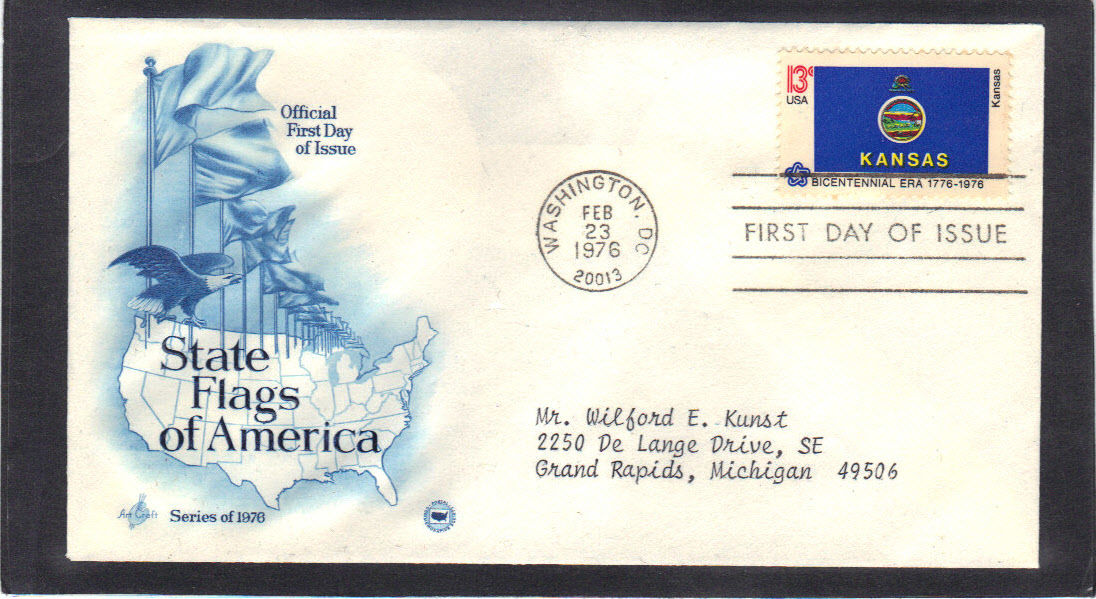 Official
First Day
of Issue
13c
USA
Kansas
KANSAS
BICENTENNIAL ERA 1776-1976
WASHINGTON, DC
FEB
23
1976
20013
FIRST DAY OF ISSUE
State
Flags
of America
Mr. Wilford E. Kunst
2250 De Lange Drive, SE
Grand Rapids, Michigan 49506
Art Craft
Series of 1976